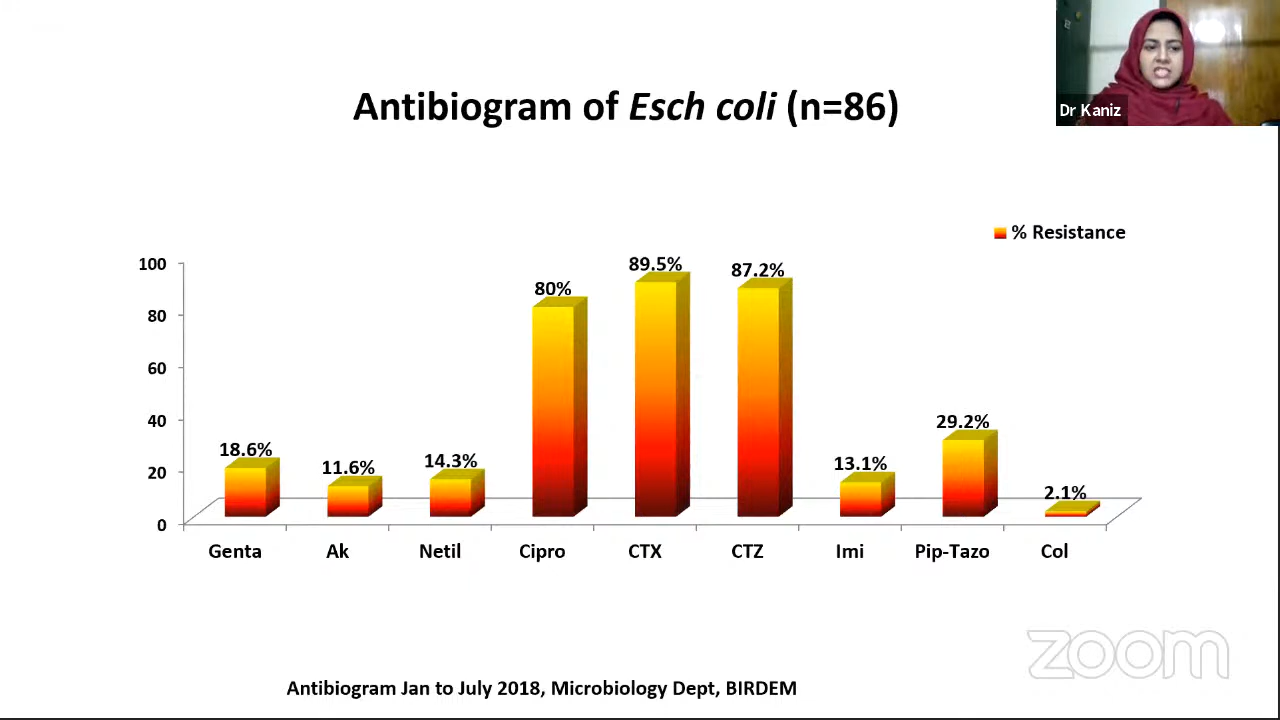 Dr Kaniz
Antibiogram of Esch coli (n=86)
% Resistance
100
80
60
40
20
0
18.6%
11.6%
14.3%
80%
89.5%
87.2%
13.1%
29.2%
2.1%
Genta
Ak
Netil
Cipro
CTX
CTZ
Imi
Pip-Tazo
Col
zoom
Antibiogram Jan to July 2018, Microbiology Dept, BIRDEM